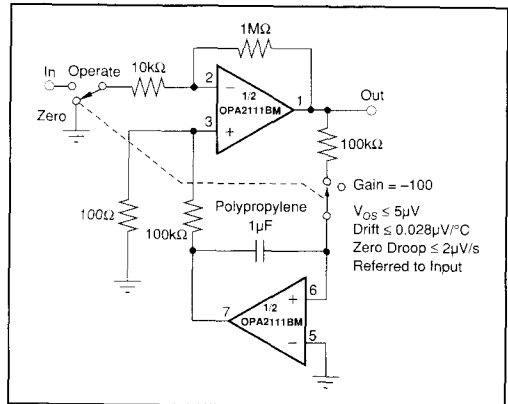 1MΩ
In
Operate
10kΩ
2
−
1/2
OPA2111BM
1
Out
Zero
3
+
100kΩ
Gain = –100
100Ω
100kΩ
Polypropylene
1µF
VOS ≤ 5µV
Drift ≤ 0.028µV/°C
Zero Droop ≤ 2µV/s
Referred to Input
7
1/2
OPA2111BM
+
6
−
5